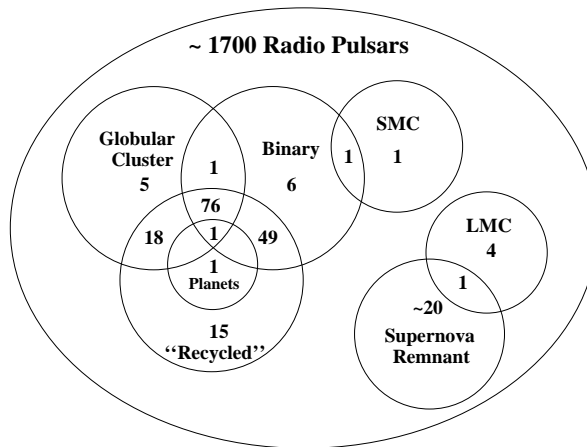 ~ 1700 Radio Pulsars
Globular
Cluster
5
1
Binary
6
1
SMC
1
76
18
1
49
1
Planets
15
‘‘Recycled’’
LMC
4
1
~20
Supernova
Remnant